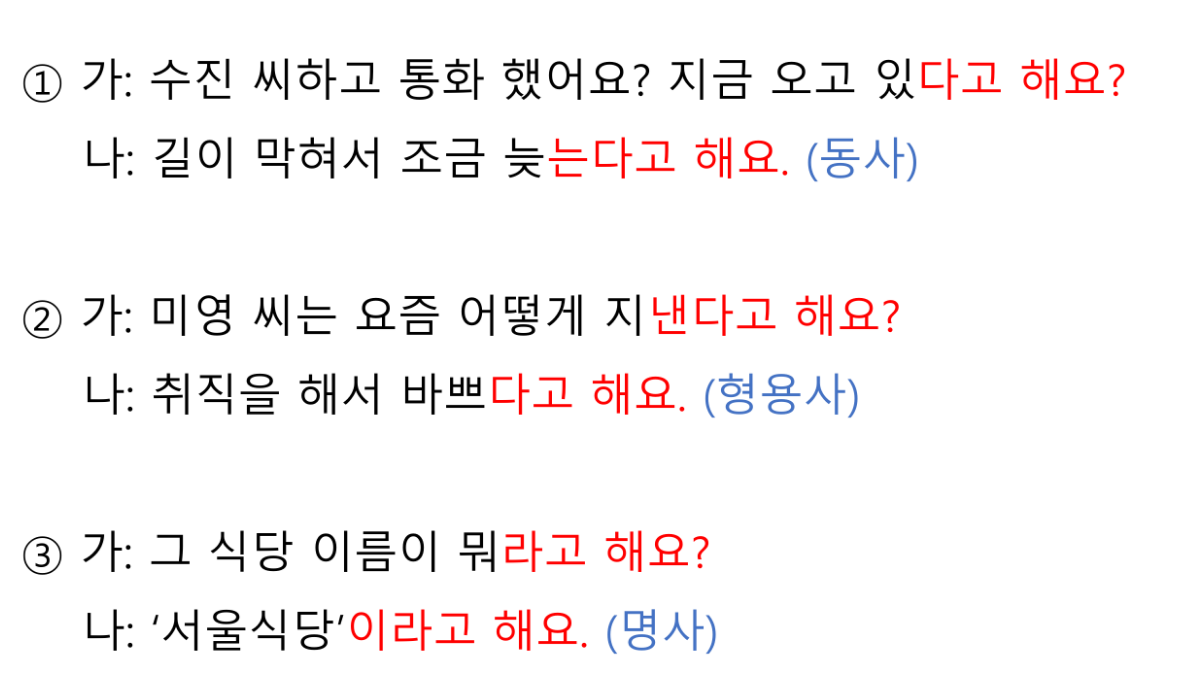 ① 가: 수진 씨하고 통화 했어요? 지금 오고 있다고 해요?
나: 길이 막혀서 조금 늦는다고 해요. (동사)
② 가: 미영 씨는 요즘 어떻게 지낸다고 해요?
나: 취직을 해서 바쁘다고 해요. (형용사)
③ 가: 그 식당 이름이 뭐라고 해요?
나: ‘서울식당’이라고 해요. (명사)